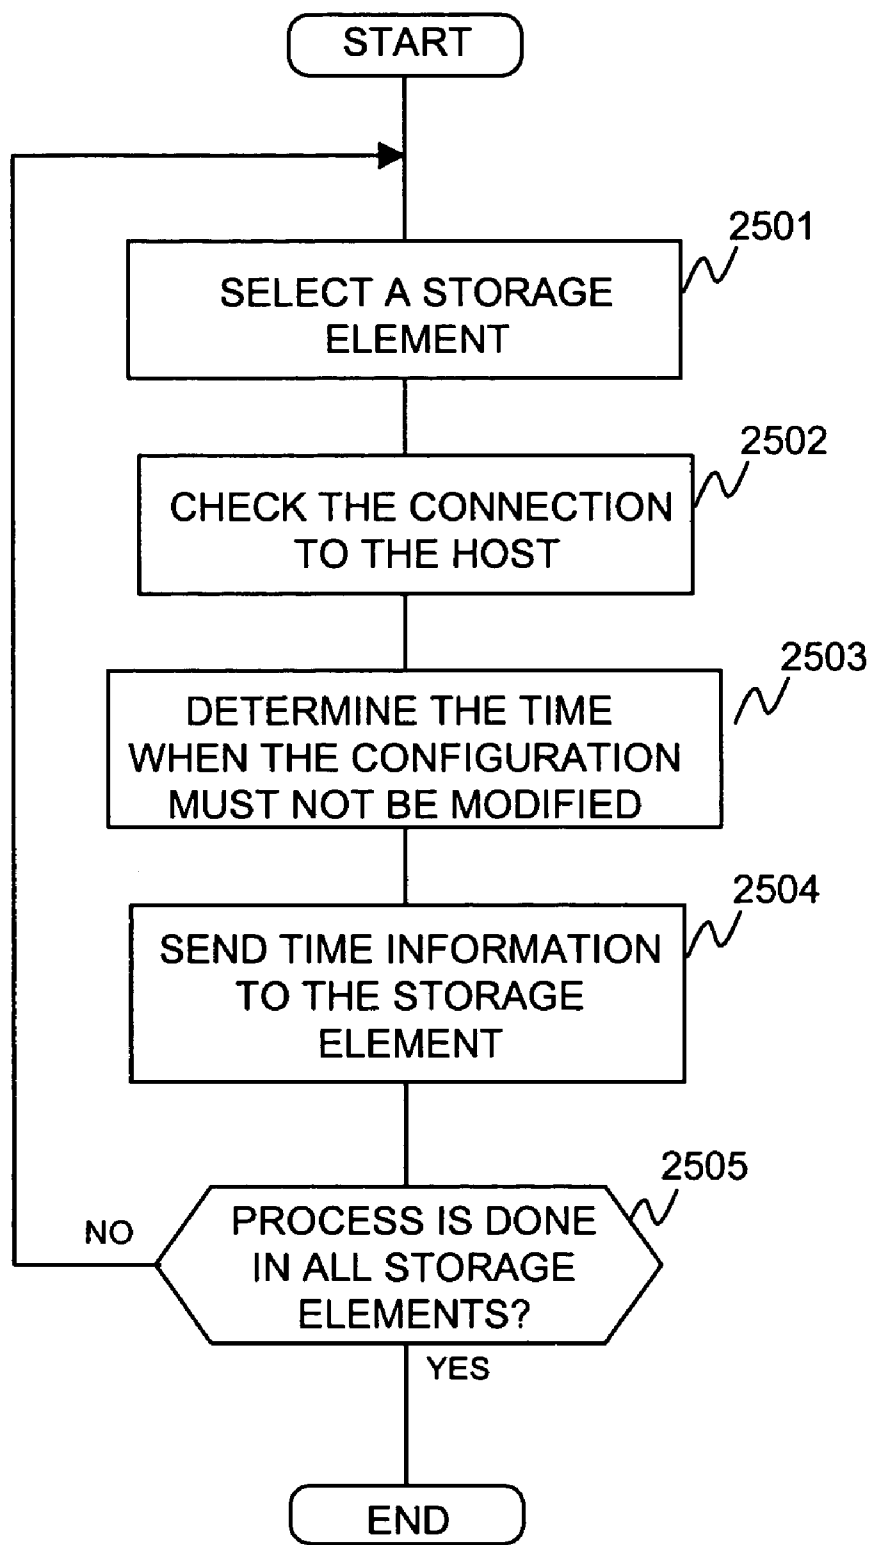 START
2501
SELECT A STORAGE
ELEMENT
2502
CHECK THE CONNECTION
TO THE HOST
2503
DETERMINE THE TIME
WHEN THE CONFIGURATION
MUST NOT BE MODIFIED
2504
SEND TIME INFORMATION
TO THE STORAGE
ELEMENT
2505
NO
PROCESS IS DONE
IN ALL STORAGE
ELEMENTS?
YES
END